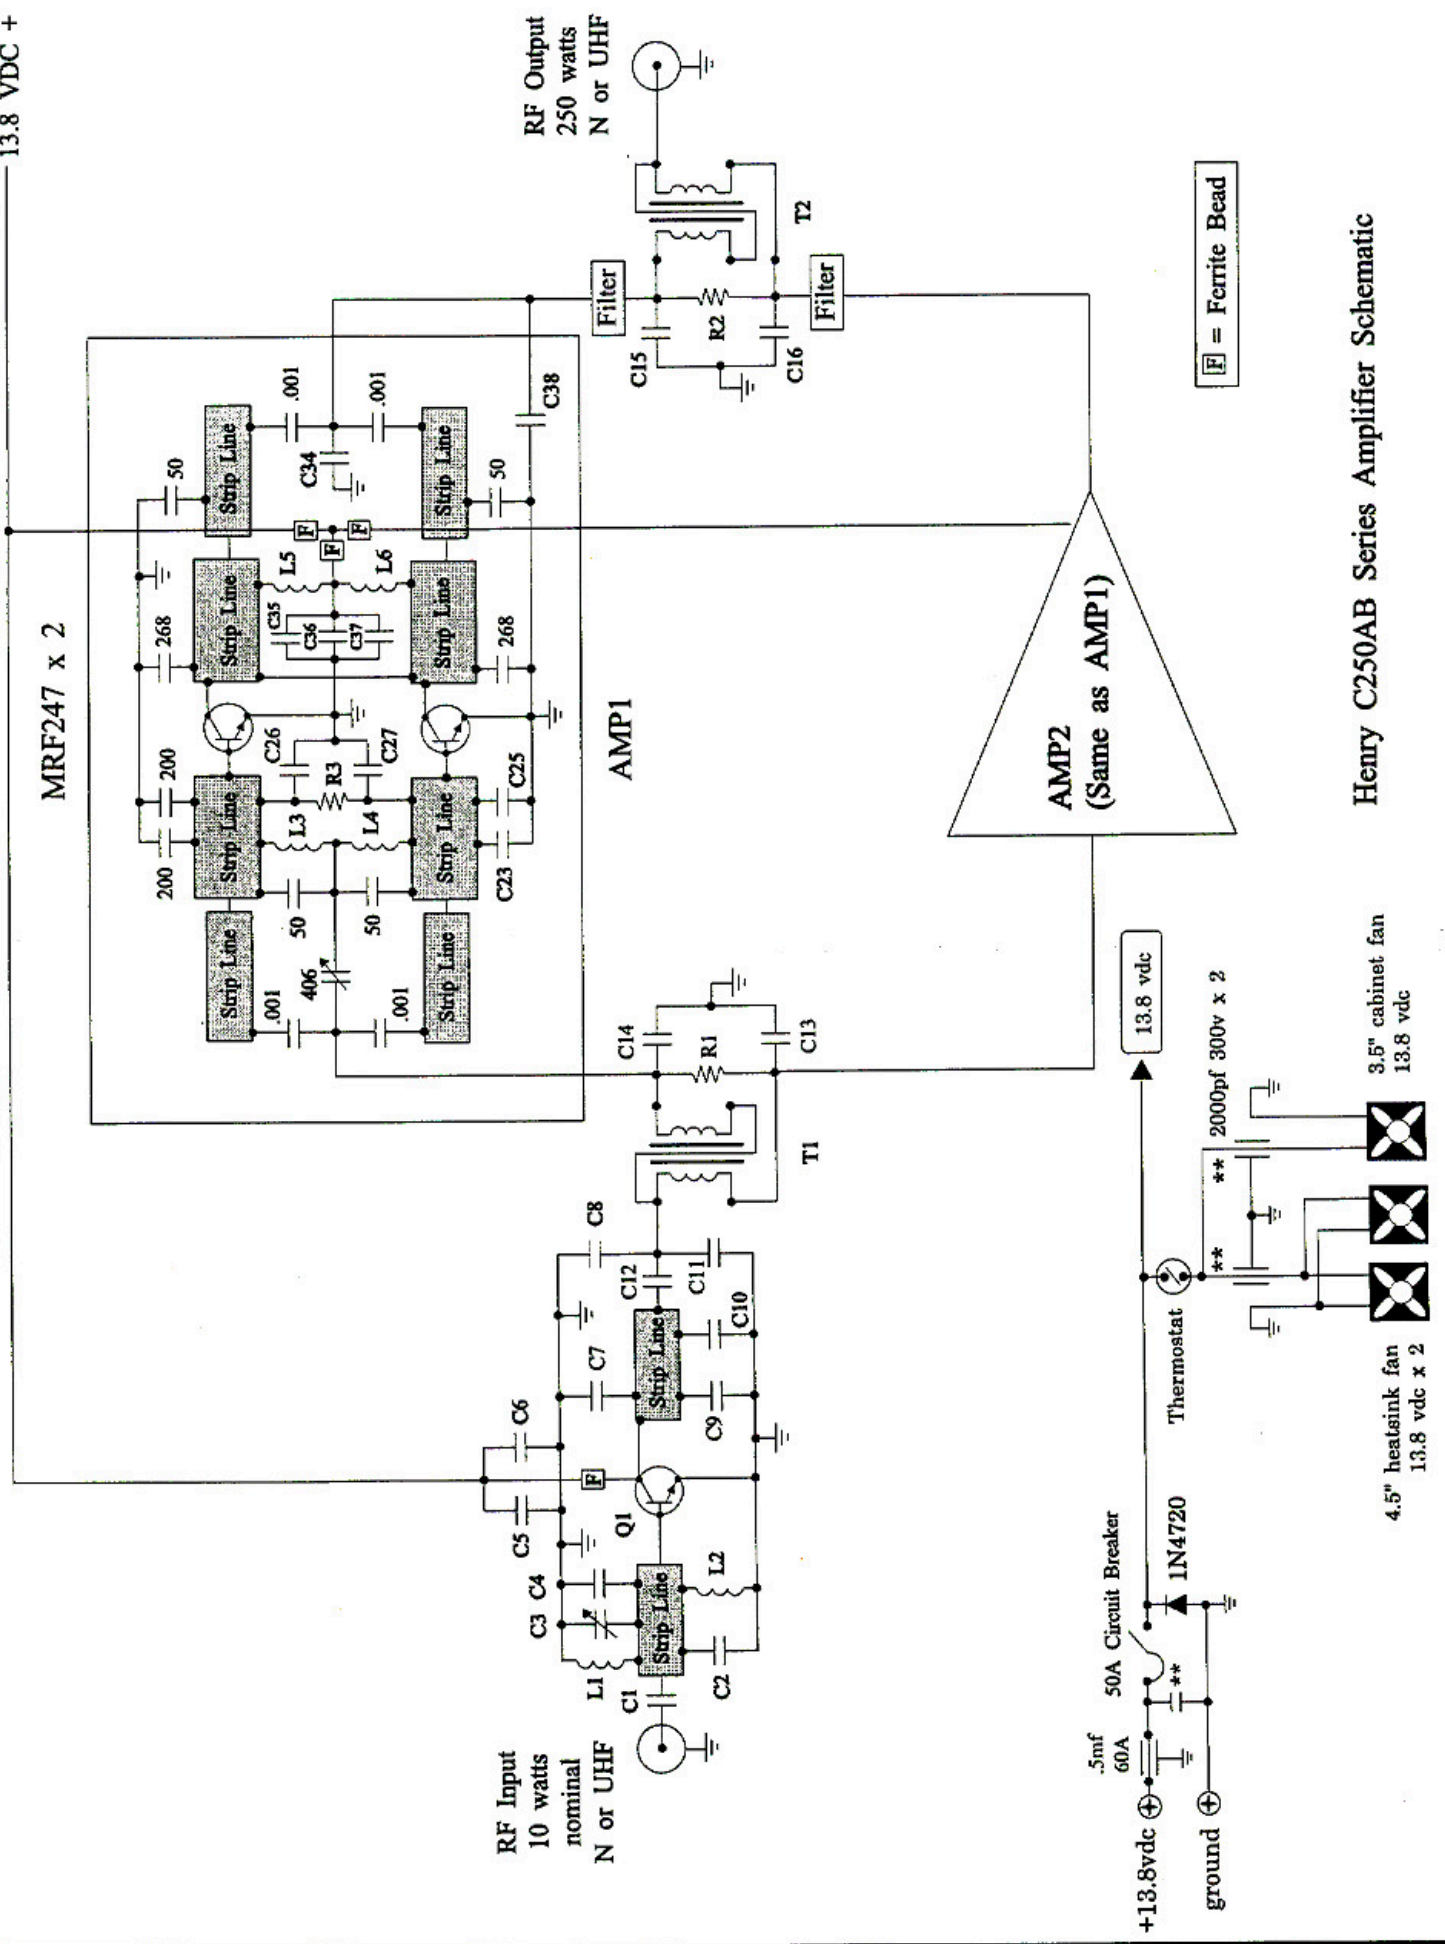 13.8 VDC +
MRF247 x 2
200
200
268
50
Strip Line
Strip Line
Strip Line
Strip Line
.001
406
50
50
L3
L4
R3
C26
C27
C35
C36
C37
L5
L6
F
F
F
C34
.001
.001
.001
Strip Line
Strip Line
Strip Line
Strip Line
C23
C25
268
50
C38
AMP1
RF Input
10 watts
nominal
N or UHF
C1
L1
C3
C4
C2
Strip Line
L2
C5
C6
Q1
F
C7
C9
Strip Line
C10
C12
C8
C11
T1
C14
R1
C13
Filter
C15
R2
C16
Filter
T2
RF Output
250 watts
N or UHF
AMP2
(Same as AMP1)
F = Ferrite Bead
+13.8vdc
ground
.5mf
60A
**
50A Circuit Breaker
1N4720
Thermostat
13.8 vdc
**
**
2000pf 300v x 2
4.5" heatsink fan
13.8 vdc x 2
3.5" cabinet fan
13.8 vdc
Henry C250AB Series Amplifier Schematic